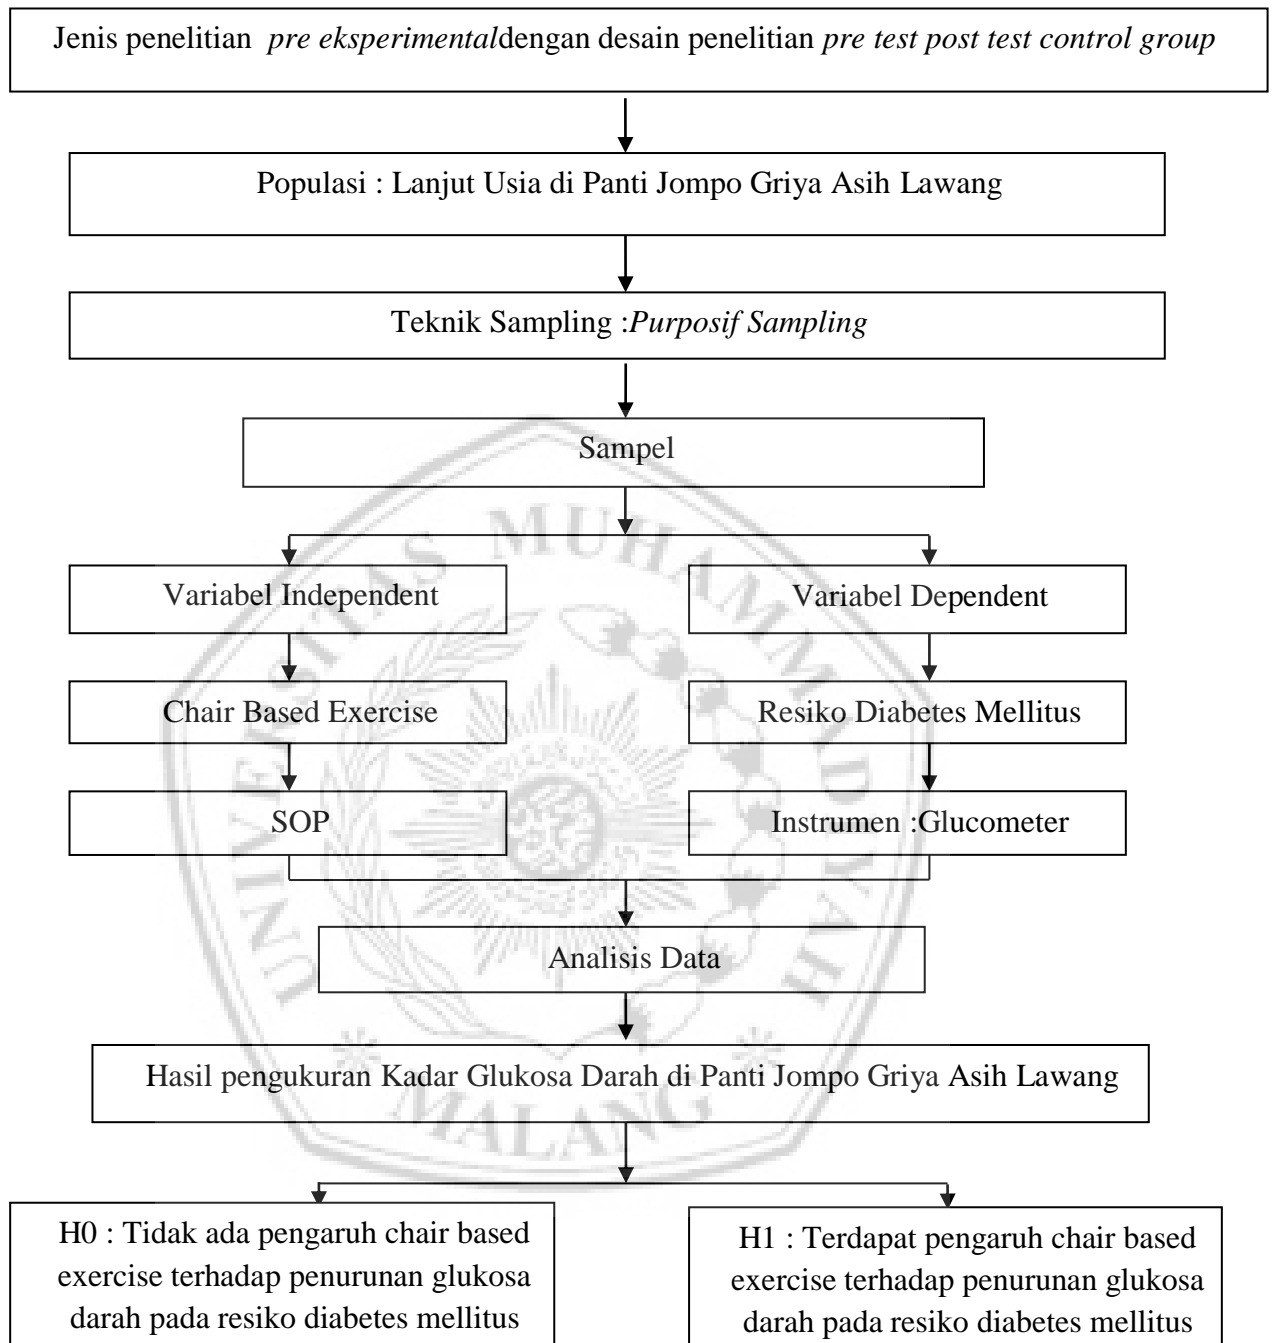 Jenis penelitian pre eksperimentaldengan desain penelitian pre test post test control group
Populasi : Lanjut Usia di Panti Jompo Griya Asih Lawang
Teknik Sampling :Purposif Sampling
Sampel
Variabel Independent
Variabel Dependent
Chair Based Exercise
Resiko Diabetes Mellitus
SOP
Instrumen :Glucometer
Analisis Data
Hasil pengukuran Kadar Glukosa Darah di Panti Jompo Griya Asih Lawang
H0 : Tidak ada pengaruh chair based
exercise terhadap penurunan glukosa
darah pada resiko diabetes mellitus
H1 : Terdapat pengaruh chair based
exercise terhadap penurunan glukosa
darah pada resiko diabetes mellitus
UNIVERSITAS MUHAMMADIYAH
MALANG